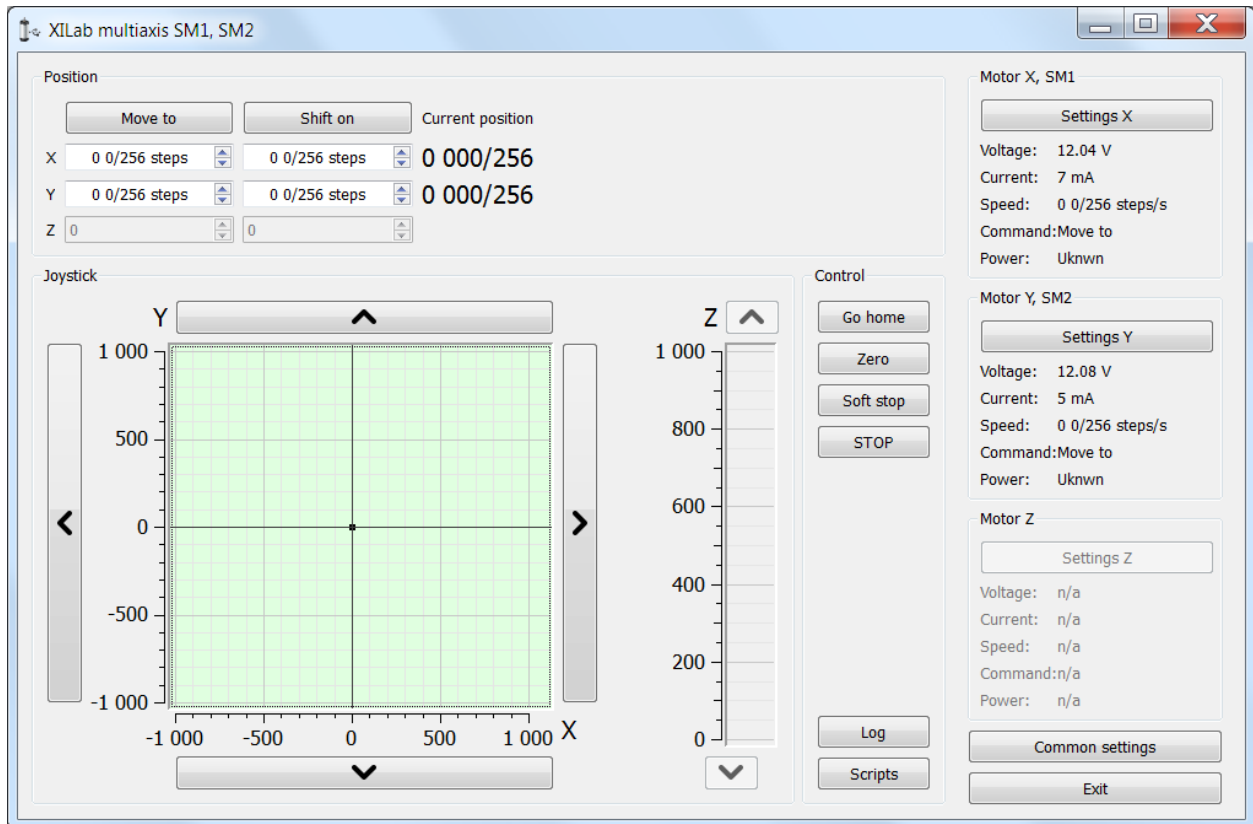 XILab multiaxis SM1, SM2
Position
Move to Shift on Current position
X 0 0/256 steps 0 0/256 steps 0 000/256
Y 0 0/256 steps 0 0/256 steps 0 000/256
Z 0 0
Joystick
Y
1 000
500
0
-500
-1 000
-1 000 -500 0 500 1 000 X
Z
1 000
800
600
400
200
0
Control
Go home
Zero
Soft stop
STOP
Log
Scripts
Motor X, SM1
Settings X
Voltage: 12.04 V
Current: 7 mA
Speed: 0 0/256 steps/s
Command:Move to
Power: Uknwn
Motor Y, SM2
Settings Y
Voltage: 12.08 V
Current: 5 mA
Speed: 0 0/256 steps/s
Command:Move to
Power: Uknwn
Motor Z
Settings Z
Voltage: n/a
Current: n/a
Speed: n/a
Command:n/a
Power: n/a
Common settings
Exit